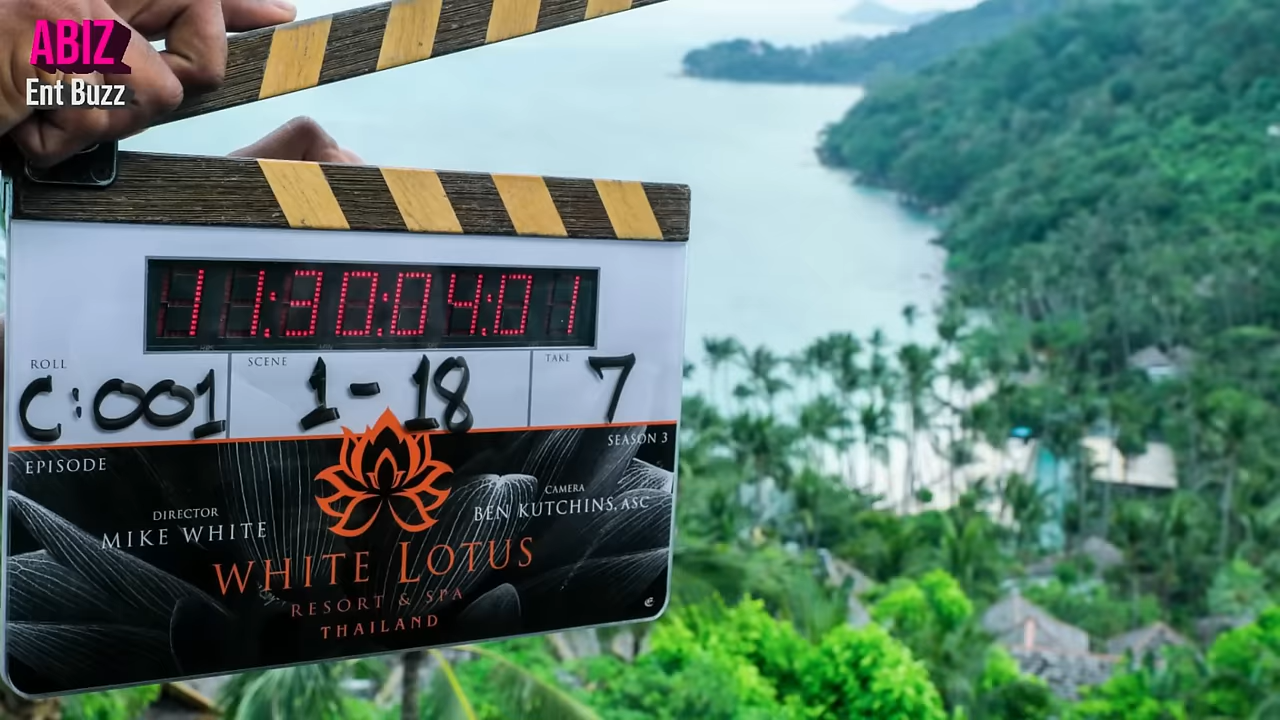 ABIZ
Ent Buzz
11:30:04:01
ROLL
C:001
SCENE
1-18
TAKE
7
SEASON 3
EPISODE
DIRECTOR
MIKE WHITE
CAMERA
BEN KUTCHINS, ASC
WHITE LOTUS
RESORT & SPA
THAILAND